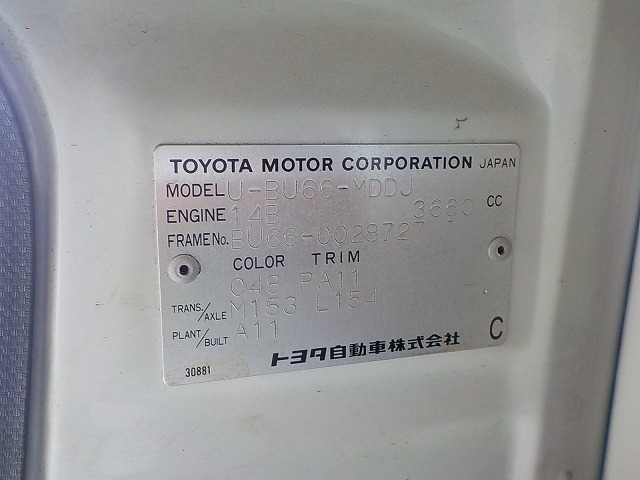 TOYOTA MOTOR CORPORATION JAPAN
MODEL U-BU66-MDDJ
ENGINE 14B 3660 CC
FRAME No. BU66-0028727
COLOR TRIM
048 PA11 -
TRANS./AXLE M153 L154
PLANT/BUILT A11
トヨタ自動車株式会社 C
30881